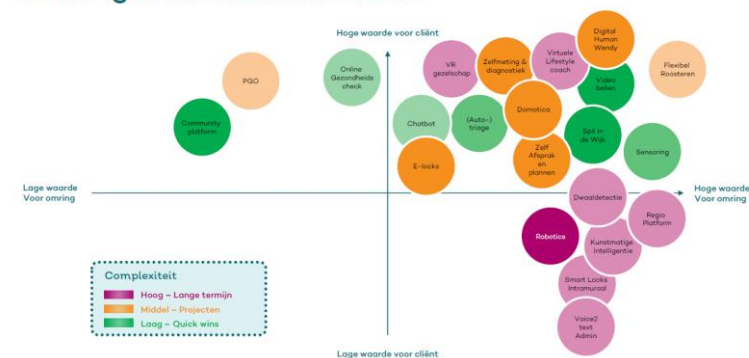 Hoge waarde voor cliënt
Digital
Human
Wendy
Virtuele
Lifestyle
coach
Zelfmeting &
diagnostiek
VR
gezelschap
Online
Gezondheids
check
PGO
Flexibel
Roosteren
Video
bellen
Domotica
Community
platform
Chatbot
(Auto-)
triage
Spil in
de Wijk
Sensoring
Zelf
Afsprak
en
plannen
E-locks
Lage waarde
Voor omring
Hoge waarde
Voor omring
Dwaaldetectie
Regio
Platform
Robotica
Kunstmatige
Intelligentie
Smart Locks
Intramuraal
Voice2
text
Admin
Complexiteit
Hoog – Lange termijn
Middel – Projecten
Laag – Quick wins
Lage waarde voor cliënt